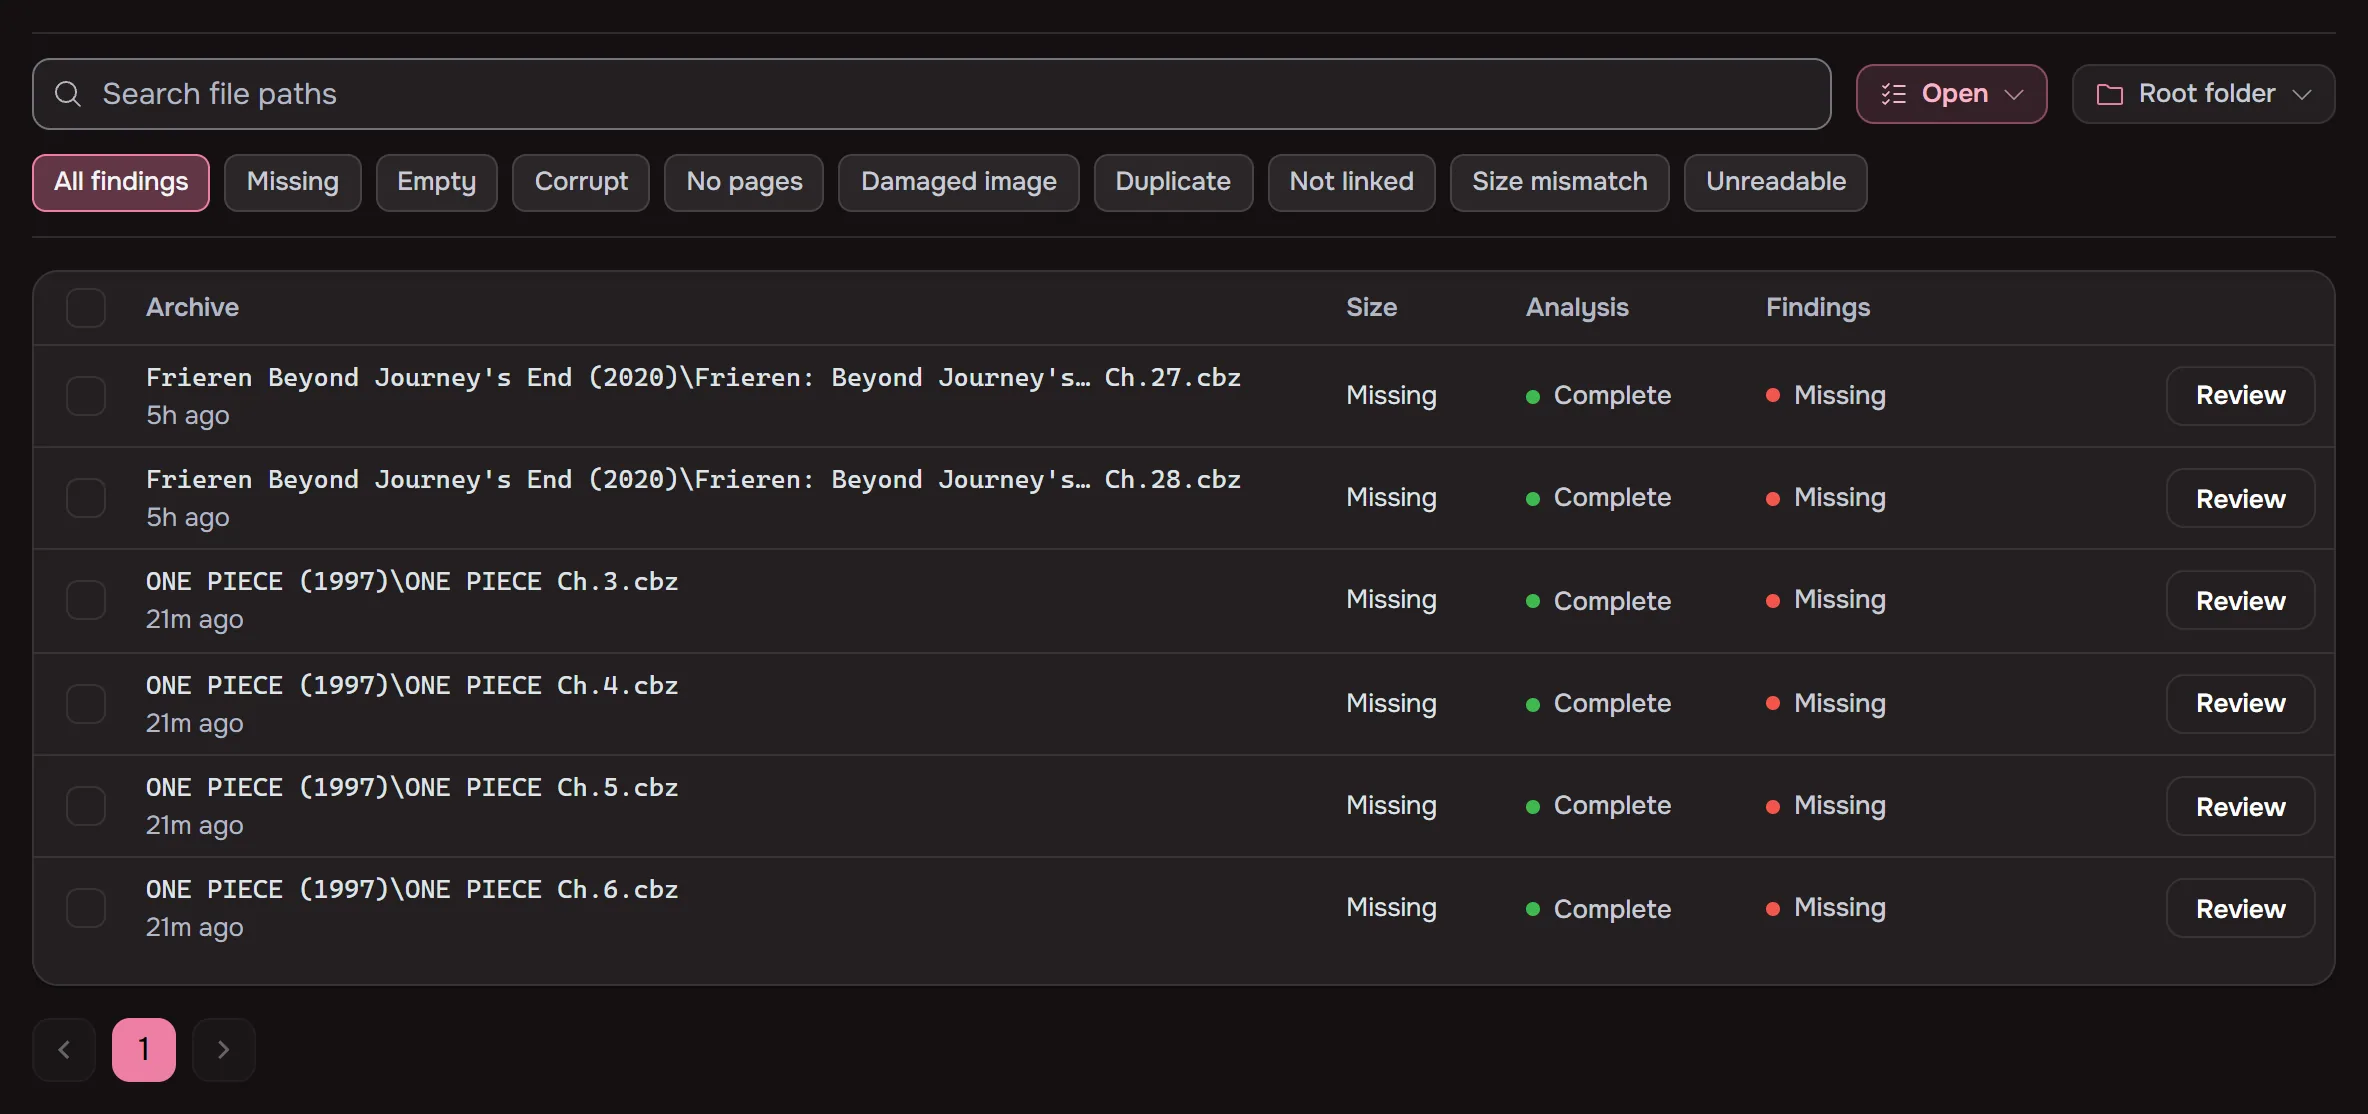 Search file paths
Open
Root folder
All findings
Missing
Empty
Corrupt
No pages
Damaged image
Duplicate
Not linked
Size mismatch
Unreadable
Archive
Size
Analysis
Findings
Frieren Beyond Journey's End (2020)\Frieren: Beyond Journey's… Ch.27.cbz
5h ago
Missing
Complete
Missing
Review
Frieren Beyond Journey's End (2020)\Frieren: Beyond Journey's… Ch.28.cbz
5h ago
Missing
Complete
Missing
Review
ONE PIECE (1997)\ONE PIECE Ch.3.cbz
21m ago
Missing
Complete
Missing
Review
ONE PIECE (1997)\ONE PIECE Ch.4.cbz
21m ago
Missing
Complete
Missing
Review
ONE PIECE (1997)\ONE PIECE Ch.5.cbz
21m ago
Missing
Complete
Missing
Review
ONE PIECE (1997)\ONE PIECE Ch.6.cbz
21m ago
Missing
Complete
Missing
Review
1